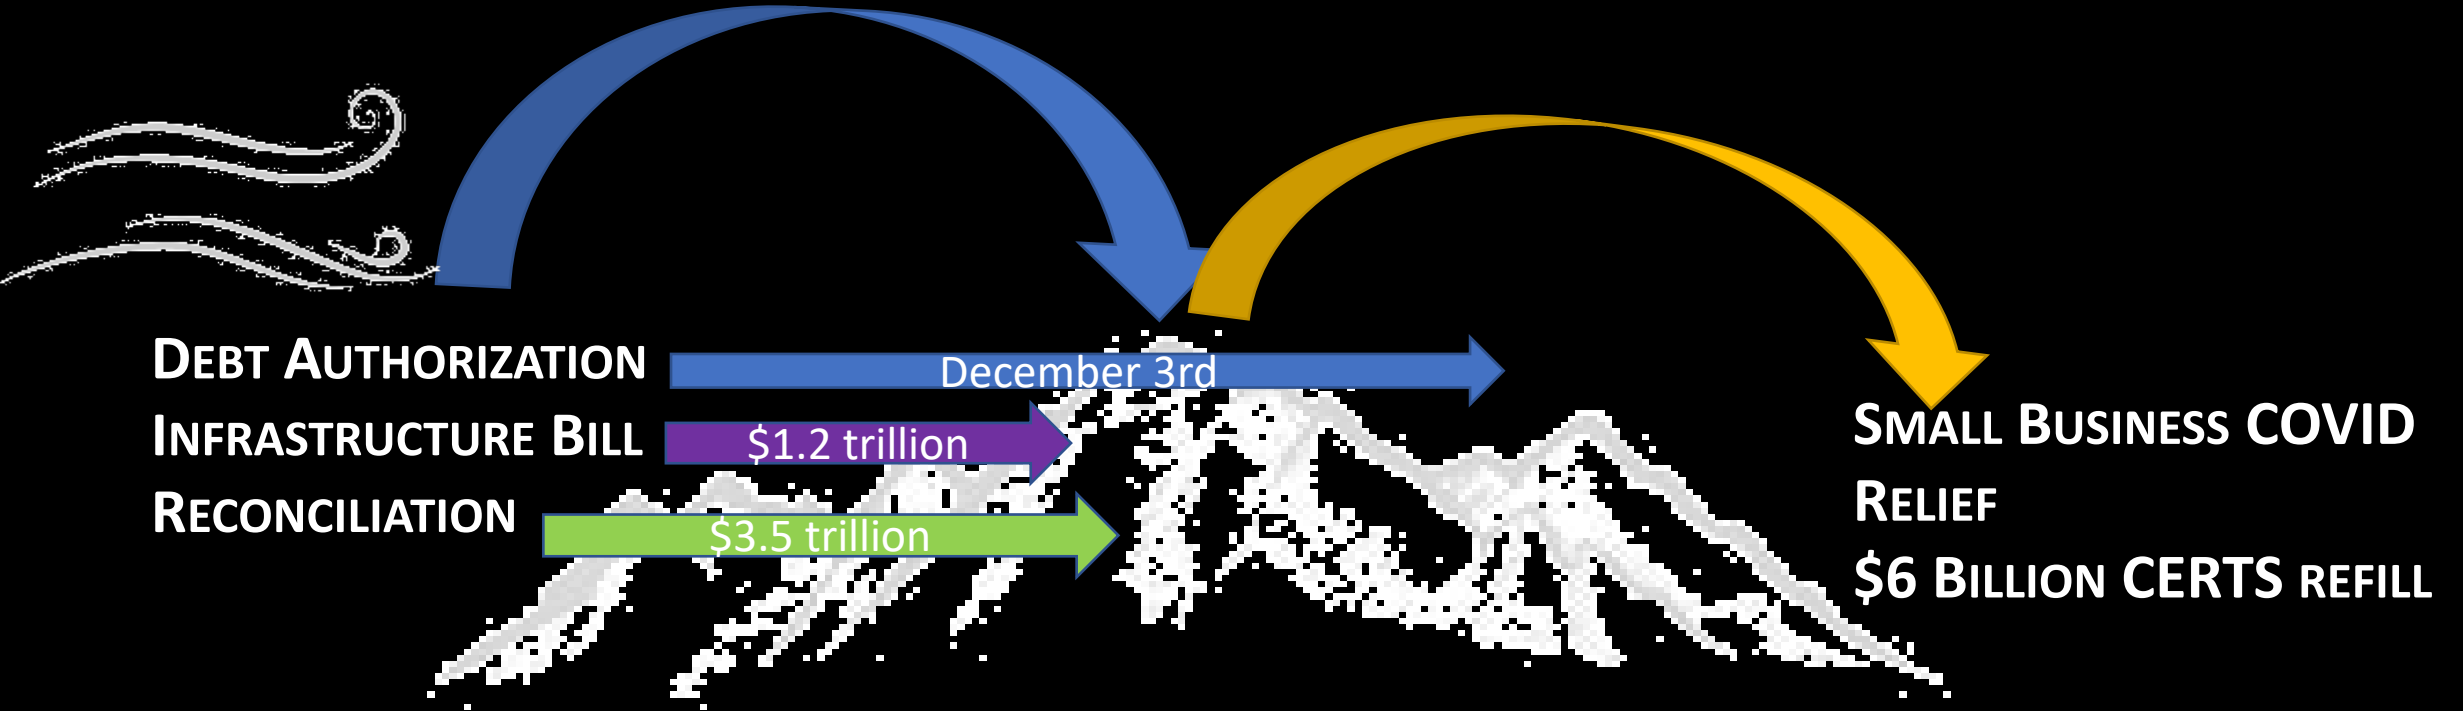 Debt Authorization
December 3rd
Infrastructure Bill
$1.2 trillion
Reconciliation
$3.5 trillion
Small Business COVID
Relief
$6 Billion CERTS refill